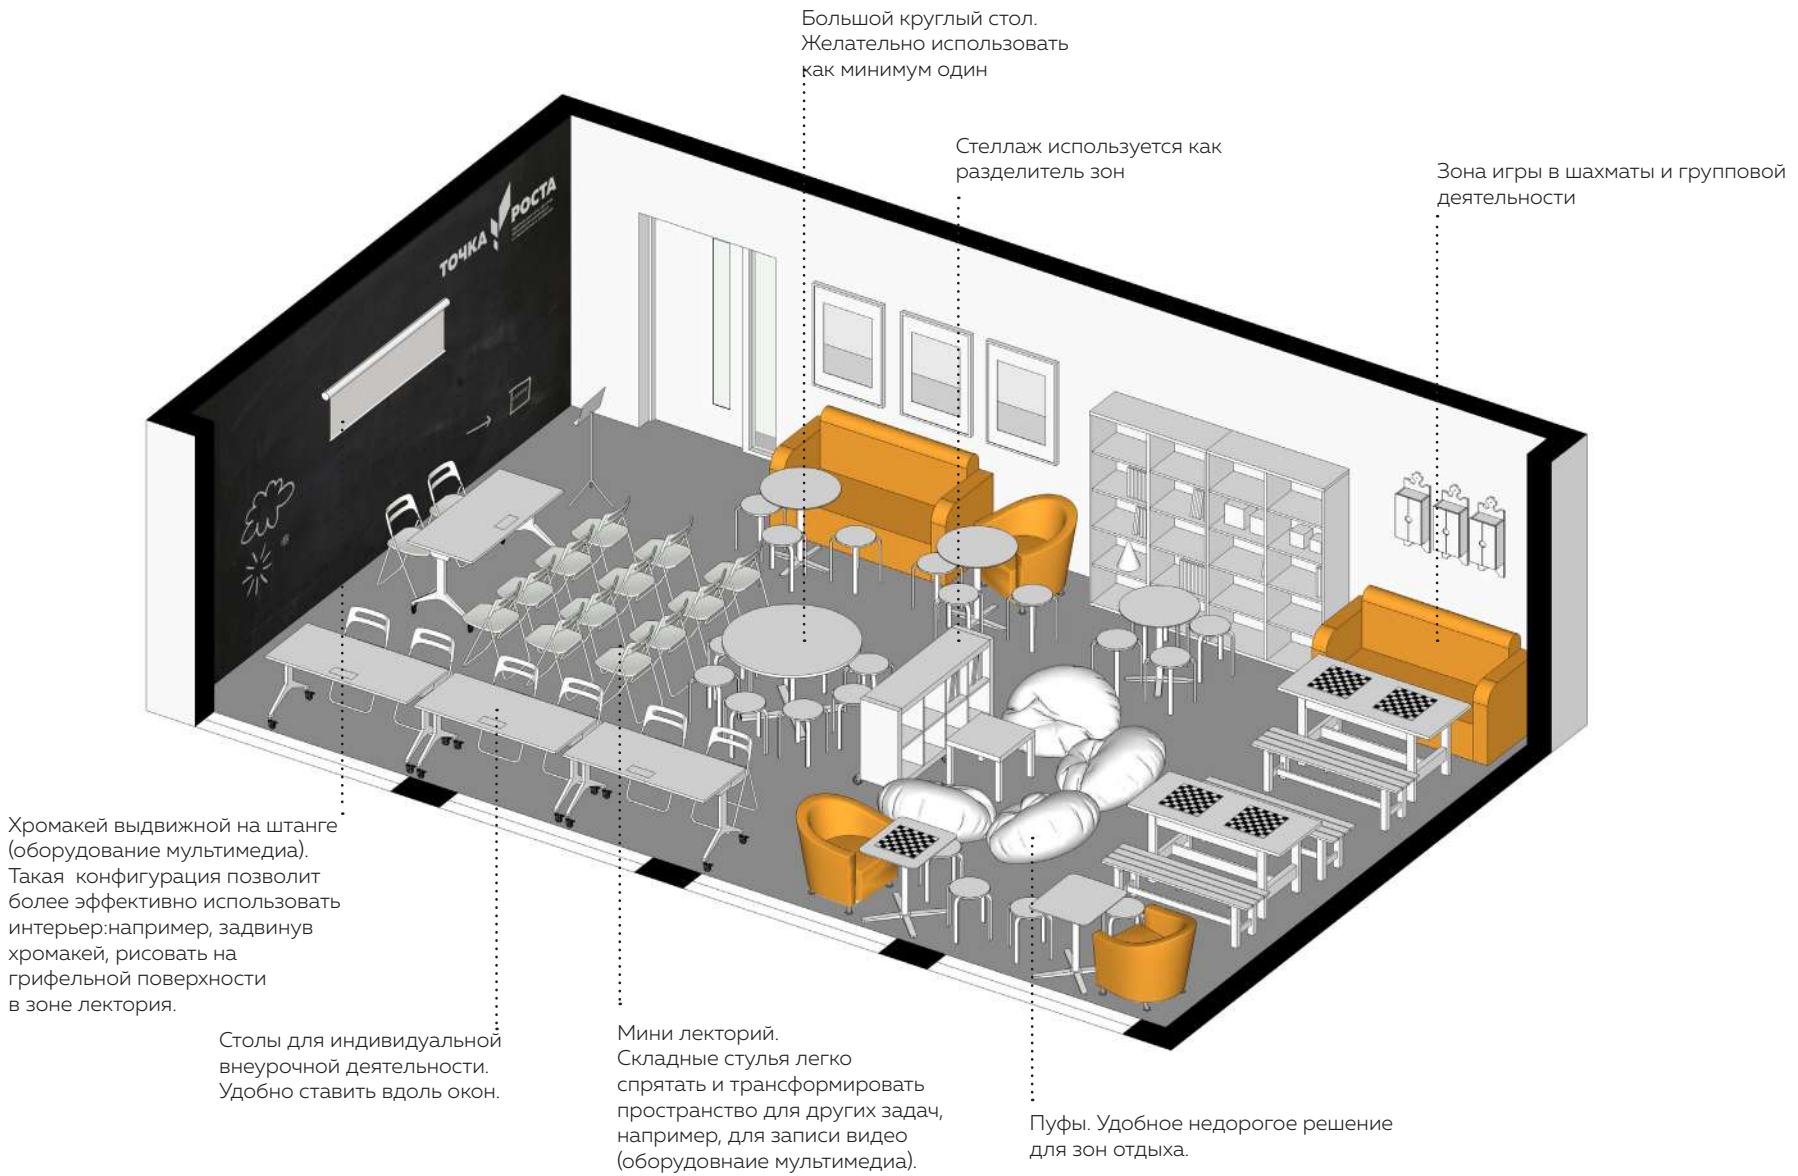 Большой круглый стол.
Желательно использовать
как минимум один
Стеллаж используется как
разделитель зон
Зона игры в шахматы и групповой
деятельности
ТОЧКА РОСТА
Хромакей выдвижной на штанге
(оборудование мультимедиа).
Такая конфигурация позволит
более эффективно использовать
интерьер:например, задвинув
хромакей, рисовать на
грифельной поверхности
в зоне лектория.
Столы для индивидуальной
внеурочной деятельности.
Удобно ставить вдоль окон.
Мини лекторий.
Складные стулья легко
спрятать и трансформировать
пространство для других задач,
например, для записи видео
(оборудовнаие мультимедиа).
Пуфы. Удобное недорогое решение
для зон отдыха.